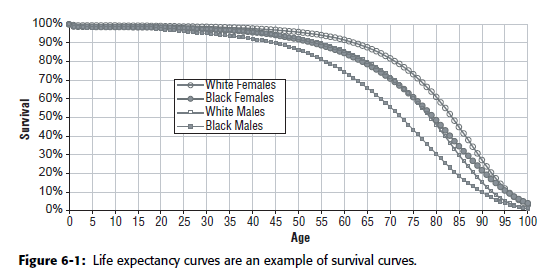 100%
90%
80%
70%
60%
50%
40%
30%
20%
10%
0%
Survival
White Females
Black Females
White Males
Black Males
0 5 10 15 20 25 30 35 40 45 50 55 60 65 70 75 80 85 90 95 100
Age
Figure 6-1: Life expectancy curves are an example of survival curves.